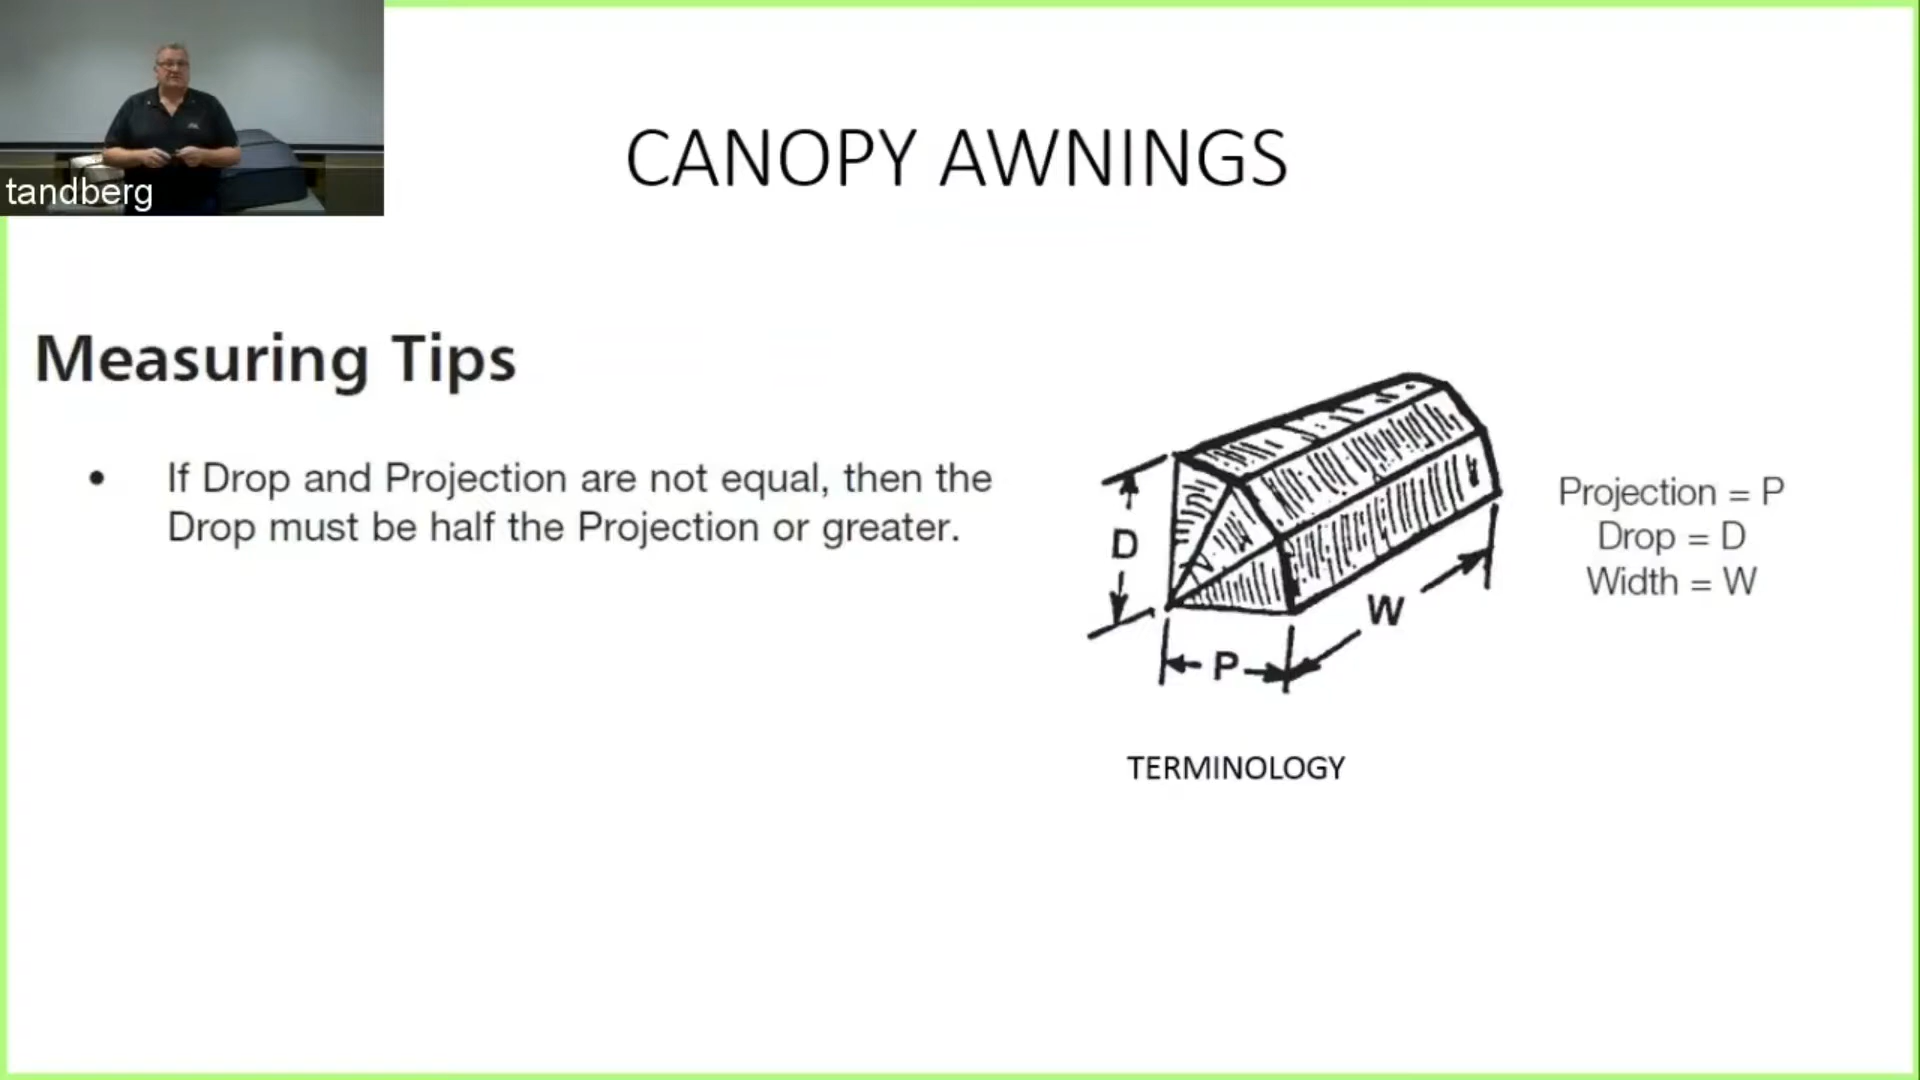 tandberg
CANOPY AWNINGS
Measuring Tips
• If Drop and Projection are not equal, then the
Drop must be half the Projection or greater.
D
W
P
Projection = P
Drop = D
Width = W
TERMINOLOGY